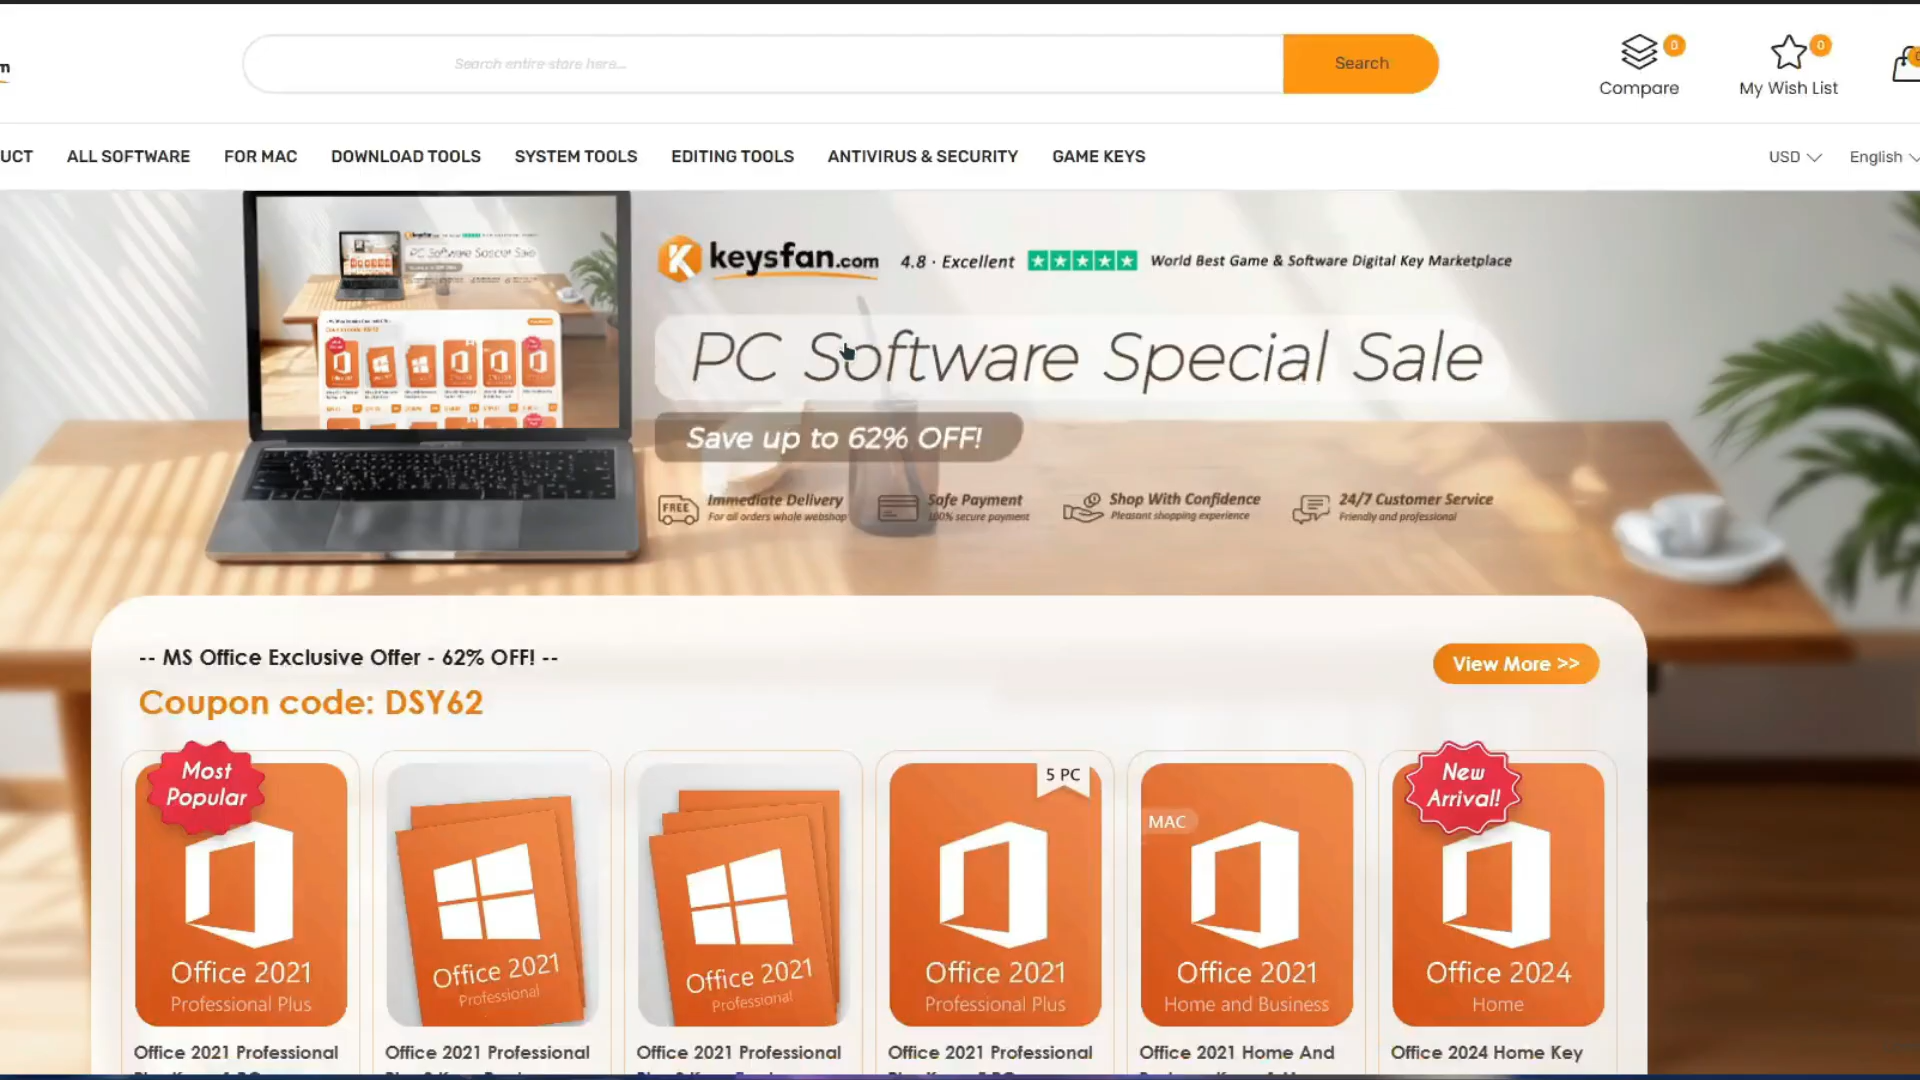 m
Search entire store here...
Search
0
0
Compare
My Wish List
UCT
ALL SOFTWARE
FOR MAC
DOWNLOAD TOOLS
SYSTEM TOOLS
EDITING TOOLS
ANTIVIRUS & SECURITY
GAME KEYS
USD
English
keysfan.com
4.8 · Excellent
World Best Game & Software Digital Key Marketplace
PC Software Special Sale
PC Software Special Sale
Save up to 62% OFF!
FREE
Immediate Delivery
For all orders whole webshop
Safe Payment
100% secure payment
Shop With Confidence
Pleasant shopping experience
24/7 Customer Service
Friendly and professional
-- MS Office Exclusive Offer - 62% OFF! --
Coupon code: DSY62
View More >>
Most
Popular
Office 2021
Professional Plus
Office 2021
Professional
Office 2021
Professional
5 PC
Office 2021
Professional Plus
MAC
Office 2021
Home and Business
New
Arrival!
Office 2024
Home
Office 2021 Professional
Office 2021 Professional
Office 2021 Professional
Office 2021 Professional
Office 2021 Home And
Office 2024 Home Key